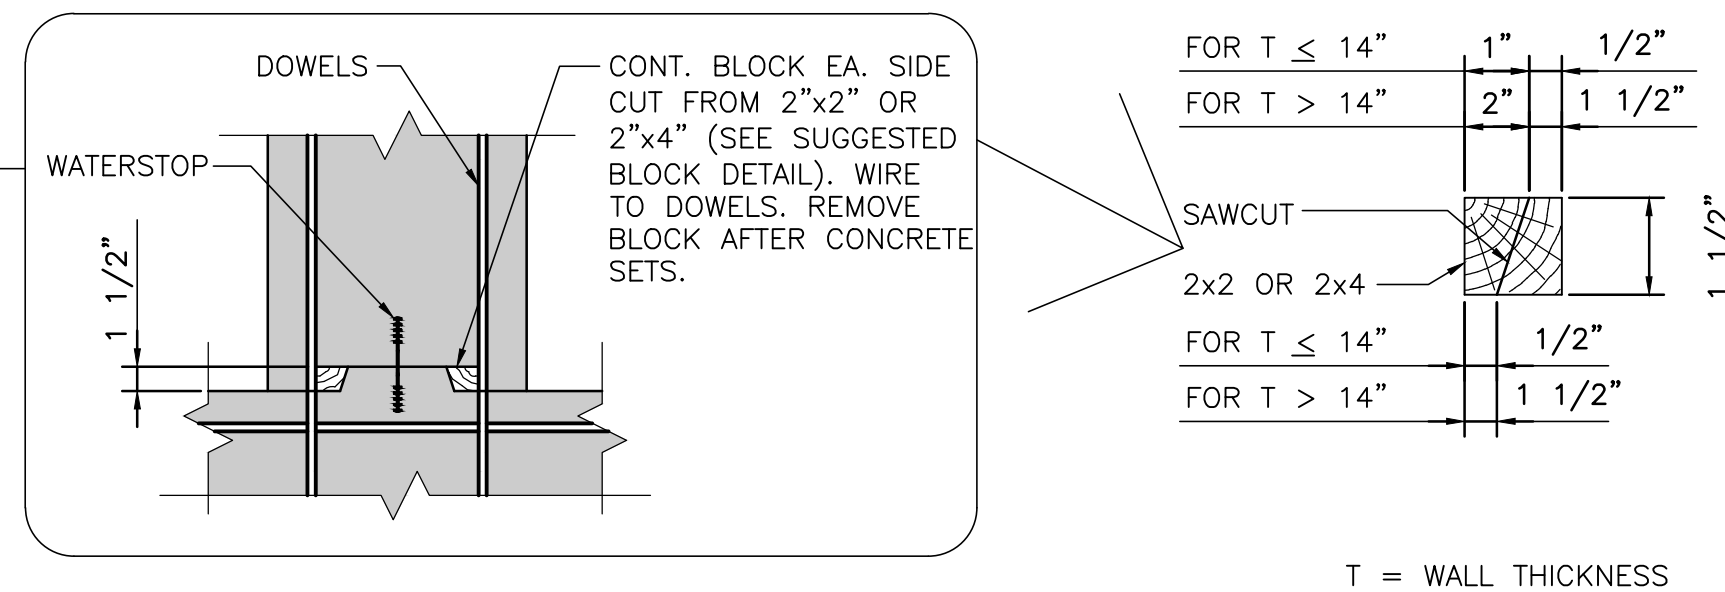 DOWELS
CONT. BLOCK EA. SIDE
CUT FROM 2"x2" OR
2"x4" (SEE SUGGESTED
BLOCK DETAIL). WIRE
TO DOWELS. REMOVE
BLOCK AFTER CONCRETE
SETS.
WATERSTOP
1 1/2"
FOR T ≤ 14" 1" 1/2"
FOR T > 14" 2" 1 1/2"
SAWCUT
2x2 OR 2x4
1 1/2"
FOR T ≤ 14" 1/2"
FOR T > 14" 1 1/2"
T = WALL THICKNESS